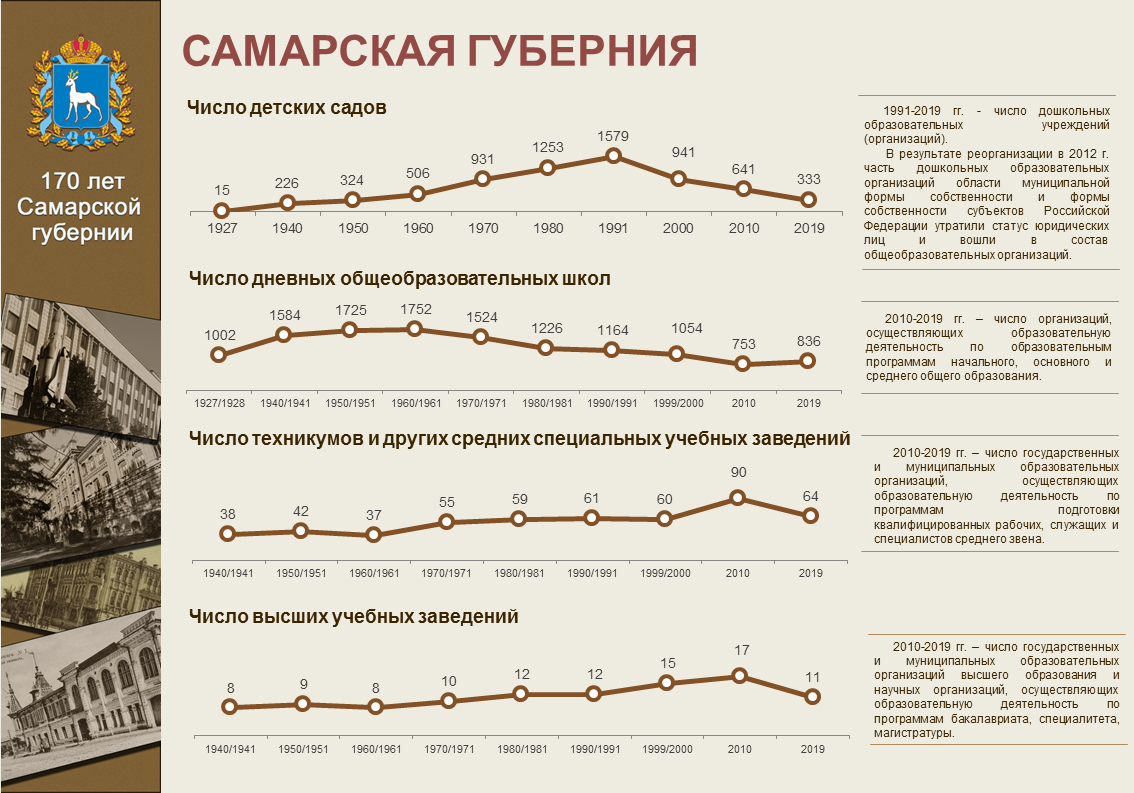 САМАРСКАЯ ГУБЕРНИЯ
170 лет
Самарской
губернии
Число детских садов
15 226 324 506 931 1253 1579 941 641 333
1927 1940 1950 1960 1970 1980 1991 2000 2010 2019
1991-2019 гг. - число дошкольных
образовательных учреждений
(организаций).
В результате реорганизации в 2012 г.
часть дошкольных образовательных
организаций области муниципальной
формы собственности и формы
собственности субъектов Российской
Федерации утратили статус юридических
лиц и вошли в состав
общеобразовательных организаций.
Число дневных общеобразовательных школ
1002 1584 1725 1752 1524 1226 1164 1054 753 836
1927/1928 1940/1941 1950/1951 1960/1961 1970/1971 1980/1981 1990/1991 1999/2000 2010 2019
2010-2019 гг. – число организаций,
осуществляющих образовательную
деятельность по образовательным
программам начального, основного и
среднего общего образования.
Число техникумов и других средних специальных учебных заведений
38 42 37 55 59 61 60 90 64
1940/1941 1950/1951 1960/1961 1970/1971 1980/1981 1990/1991 1999/2000 2010 2019
2010-2019 гг. – число государственных
и муниципальных образовательных
организаций, осуществляющих
образовательную деятельность по
программам подготовки
квалифицированных рабочих, служащих и
специалистов среднего звена.
Число высших учебных заведений
8 9 8 10 12 12 15 17 11
1940/1941 1950/1951 1960/1961 1970/1971 1980/1981 1990/1991 1999/2000 2010 2019
2010-2019 гг. – число государственных
и муниципальных образовательных
организаций высшего образования и
научных организаций, осуществляющих
образовательную деятельность по
программам бакалавриата, специалитета,
магистратуры.